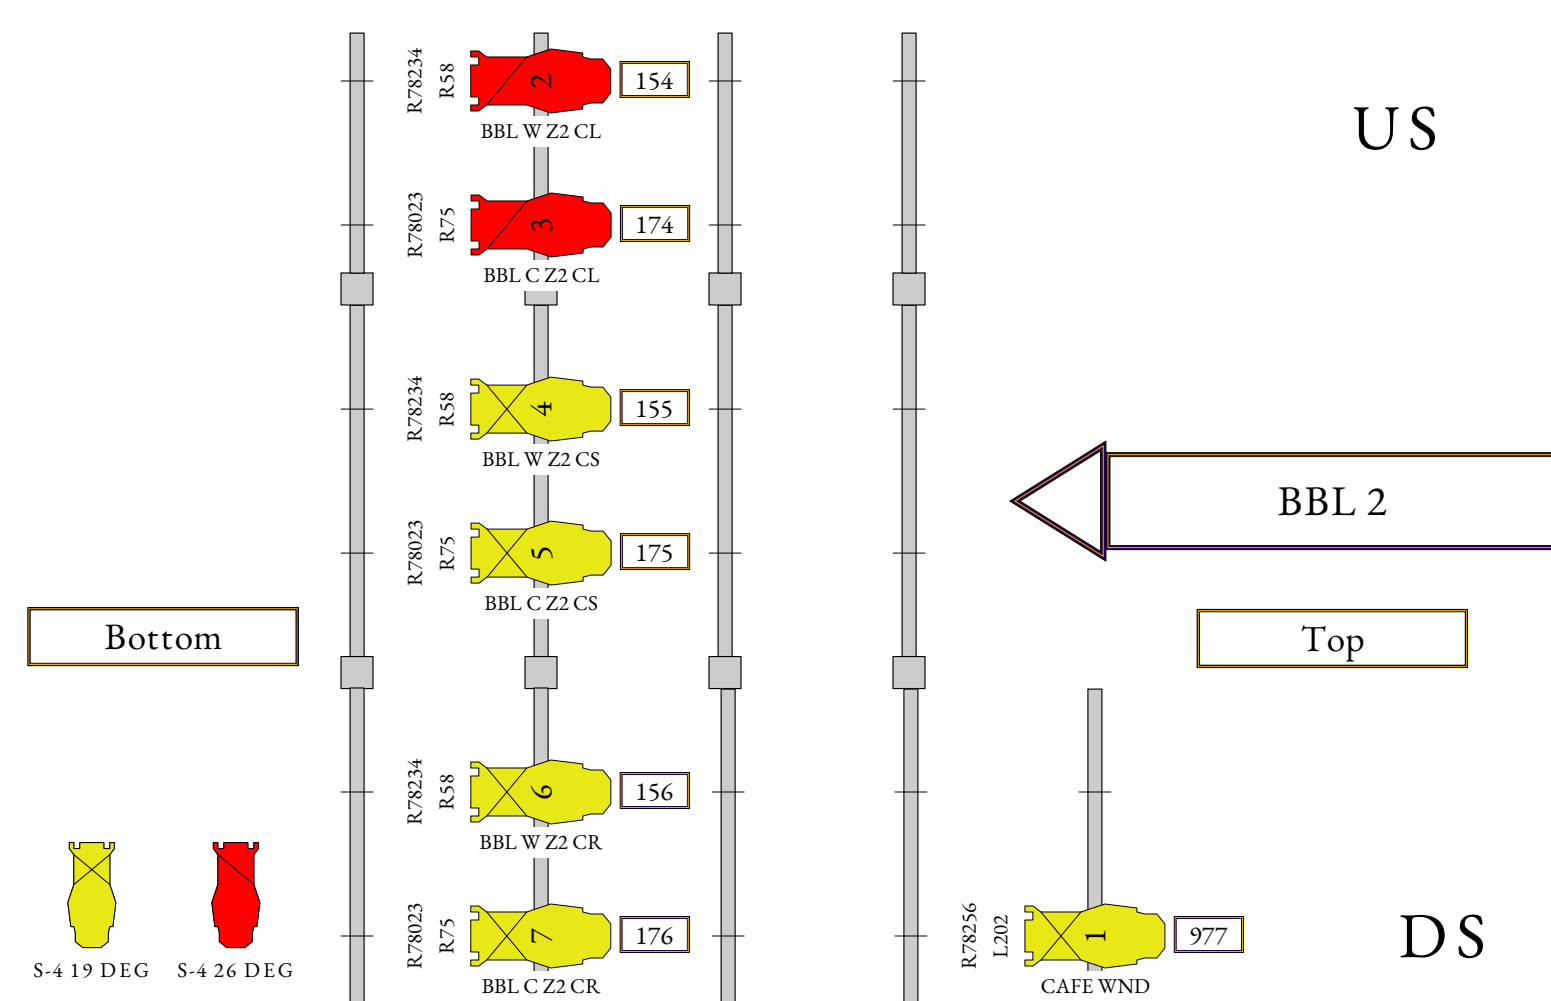 R78234
R58
2
154
BBL W Z2 CL
US
R78023
R75
3
174
BBL C Z2 CL
R78234
R58
4
155
BBL W Z2 CS
BBL 2
R78023
R75
5
175
BBL C Z2 CS
Bottom
Top
R78234
R58
6
156
BBL W Z2 CR
R78023
R75
7
176
BBL C Z2 CR
R78256
L202
1
977
CAFE WND
DS
S-4 19 DEG
S-4 26 DEG